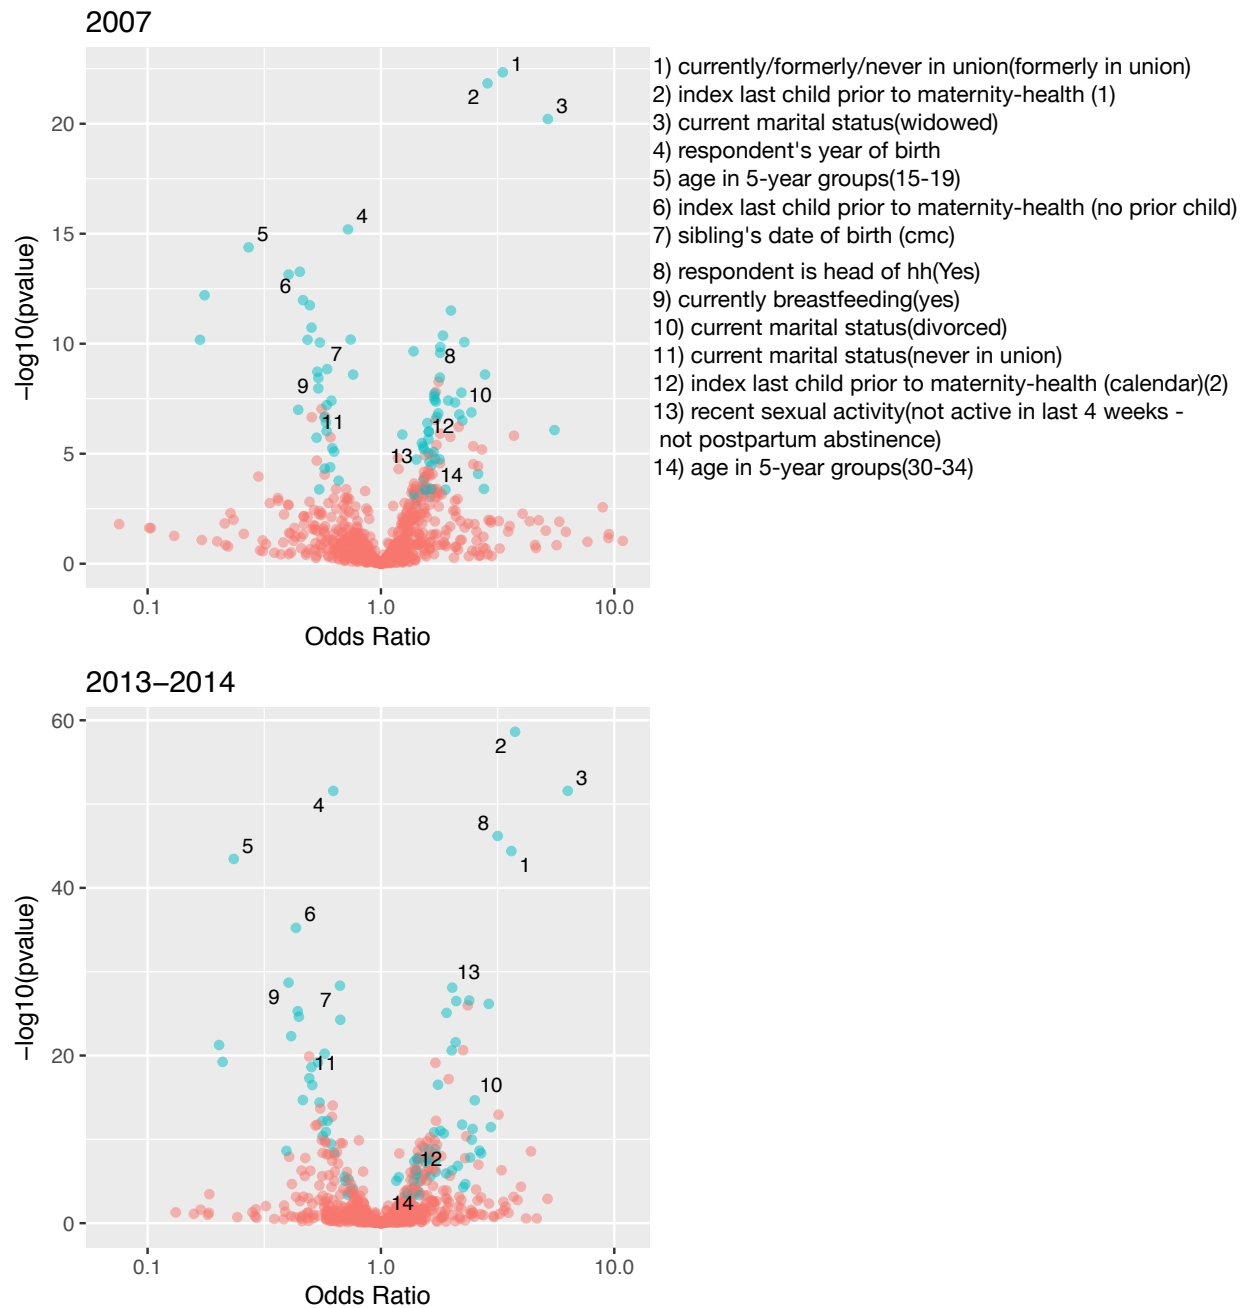 2007
1) currently/formerly/never in union(formerly in union)
2) index last child prior to maternity-health (1)
3) current marital status(widowed)
4) respondent's year of birth
5) age in 5-year groups(15-19)
6) index last child prior to maternity-health (no prior child)
7) sibling's date of birth (cmc)
8) respondent is head of hh(Yes)
9) currently breastfeeding(yes)
10) current marital status(divorced)
11) current marital status(never in union)
12) index last child prior to maternity-health (calendar)(2)
13) recent sexual activity(not active in last 4 weeks -
not postpartum abstinence)
14) age in 5-year groups(30-34)
−log10(pvalue)
20
15
10
5
0
1
2
3
4
5
6
7
8
9
10
11
12
13
14
0.1
1.0
10.0
Odds Ratio
2013−2014
−log10(pvalue)
60
40
20
0
2
3
4
8
5
1
6
13
9
7
11
10
12
14
0.1
1.0
10.0
Odds Ratio